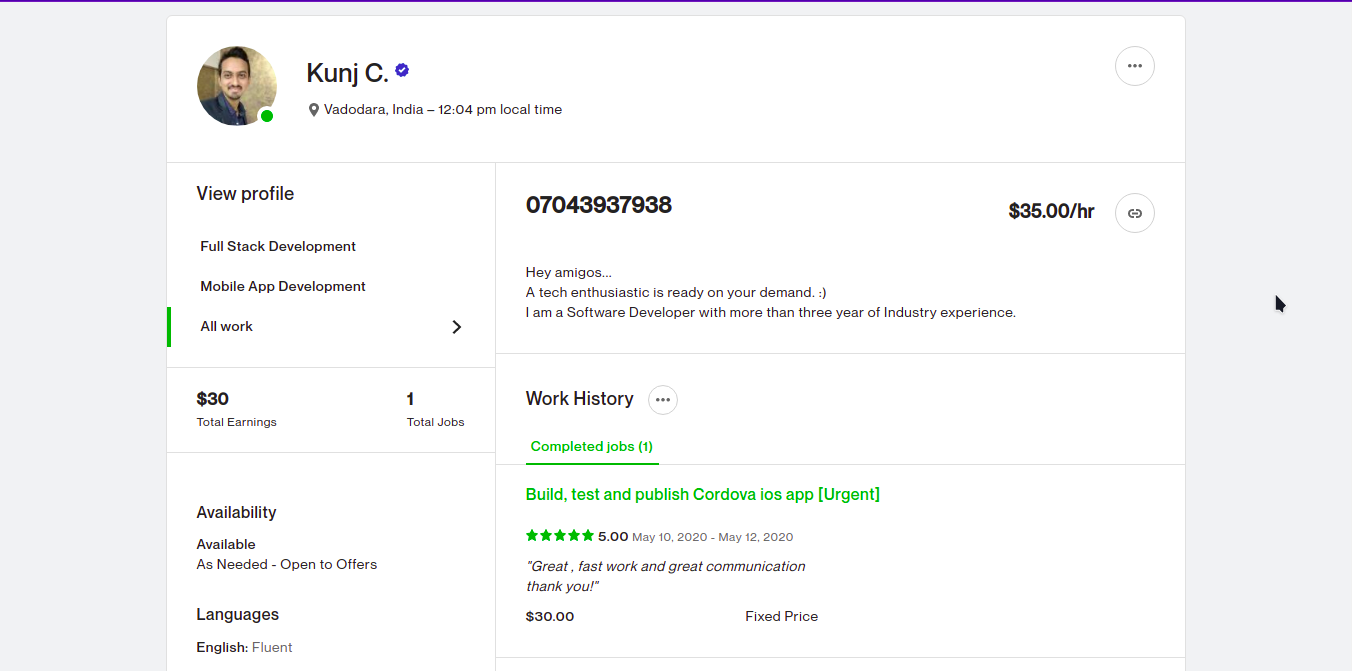 Kunj C.
Vadodara, India – 12:04 pm local time
View profile
Full Stack Development
Mobile App Development
All work
$30
Total Earnings
1
Total Jobs
Availability
Available
As Needed - Open to Offers
Languages
English: Fluent
07043937938
$35.00/hr
Hey amigos...
A tech enthusiastic is ready on your demand. :)
I am a Software Developer with more than three year of Industry experience.
Work History
Completed jobs (1)
Build, test and publish Cordova ios app [Urgent]
5.00 May 10, 2020 - May 12, 2020
"Great , fast work and great communication
thank you!"
$30.00 Fixed Price